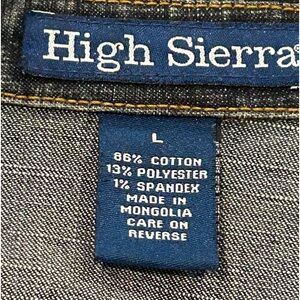 High Sierra
L
86% COTTON
13% POLYESTER
1% SPANDEX
MADE IN
MONGOLIA
CARE ON
REVERSE